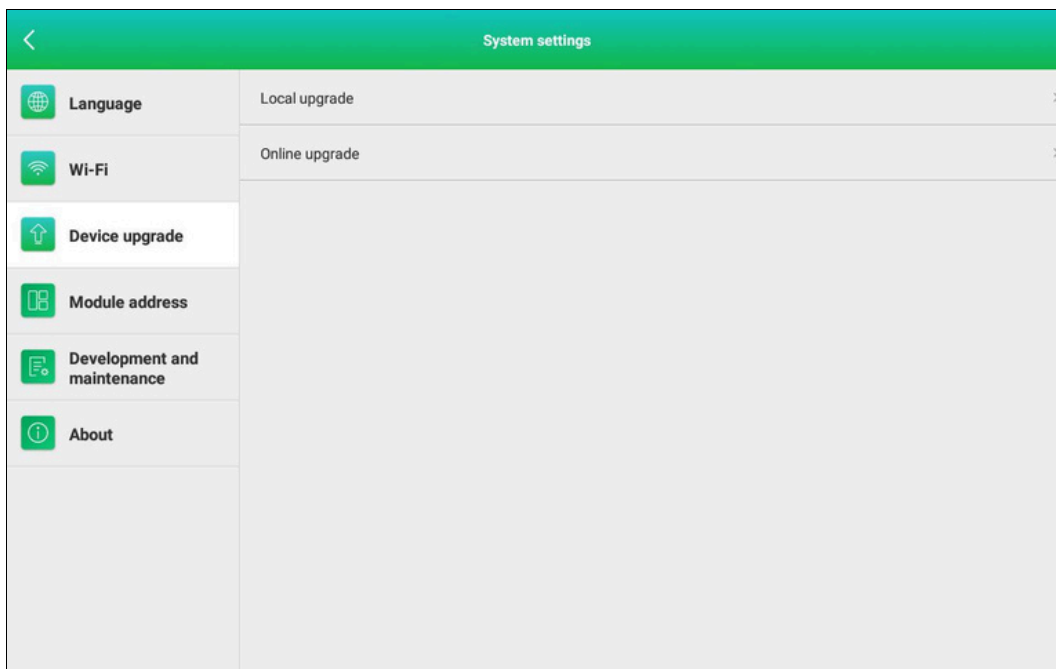 System settings
Language
Wi-Fi
Device upgrade
Module address
Development and
maintenance
About
Local upgrade
Online upgrade